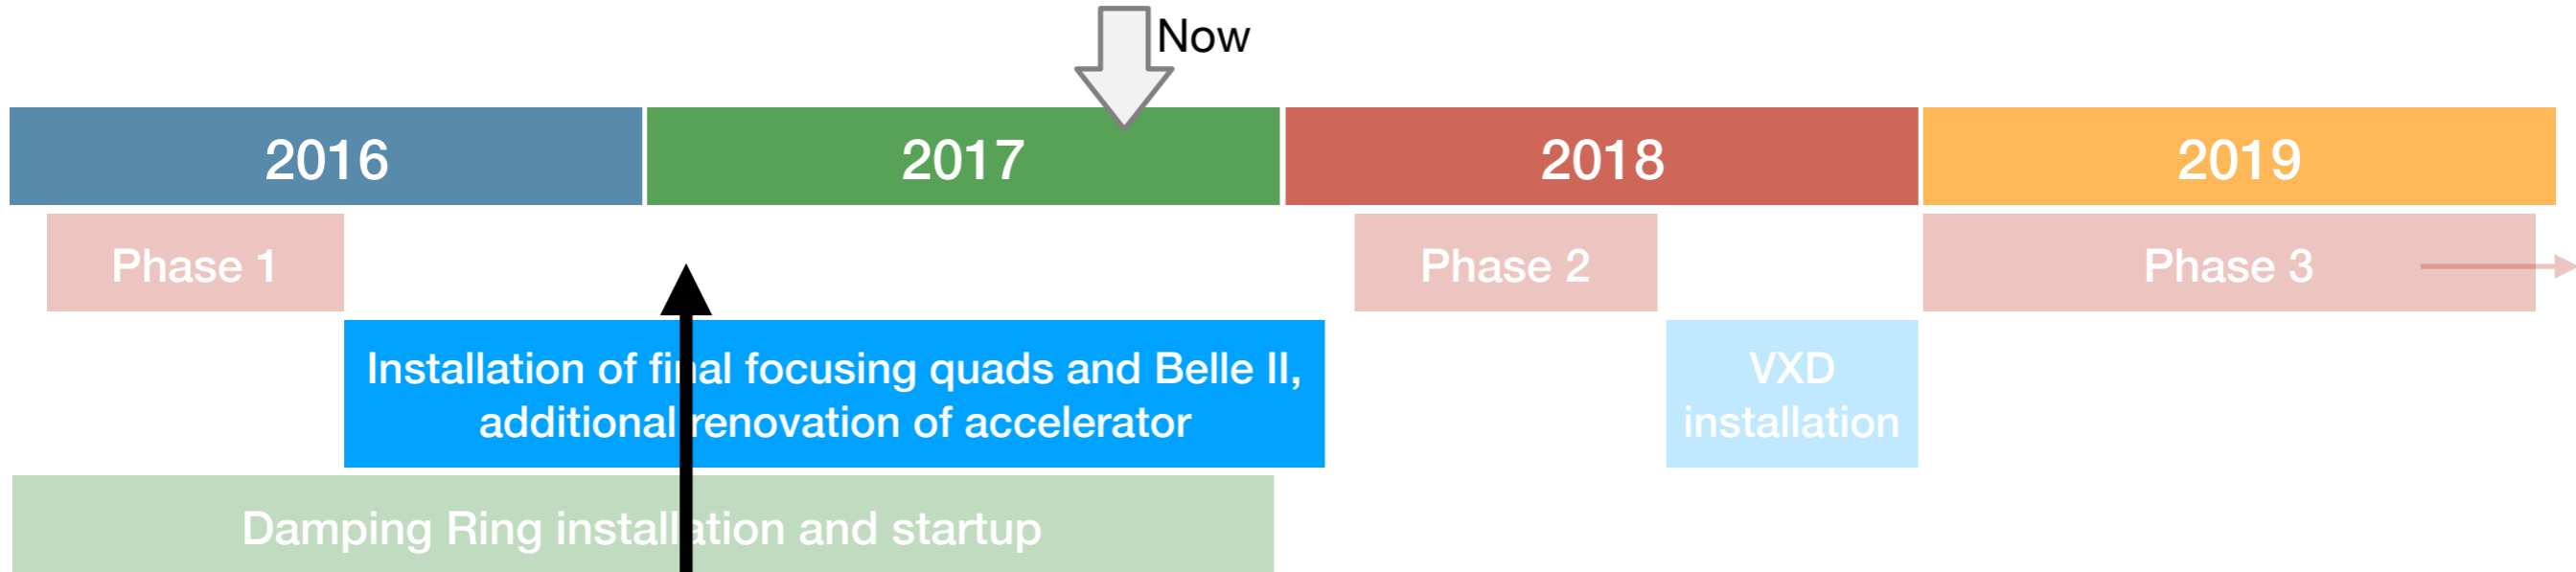 Now
2016
2017
2018
2019
Phase 1
Phase 2
Phase 3
Installation of final focusing quads and Belle II,
additional renovation of accelerator
VXD
installation
Damping Ring installation and startup